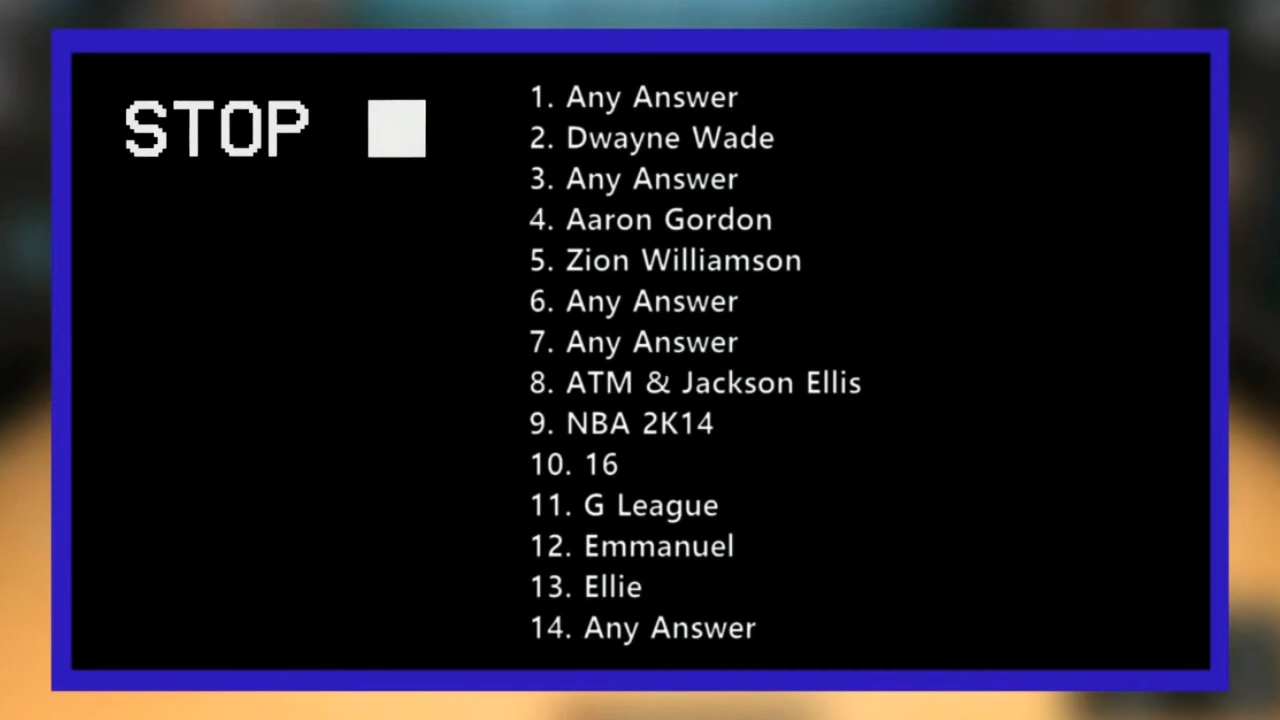 STOP
1. Any Answer
2. Dwayne Wade
3. Any Answer
4. Aaron Gordon
5. Zion Williamson
6. Any Answer
7. Any Answer
8. ATM & Jackson Ellis
9. NBA 2K14
10. 16
11. G League
12. Emmanuel
13. Ellie
14. Any Answer